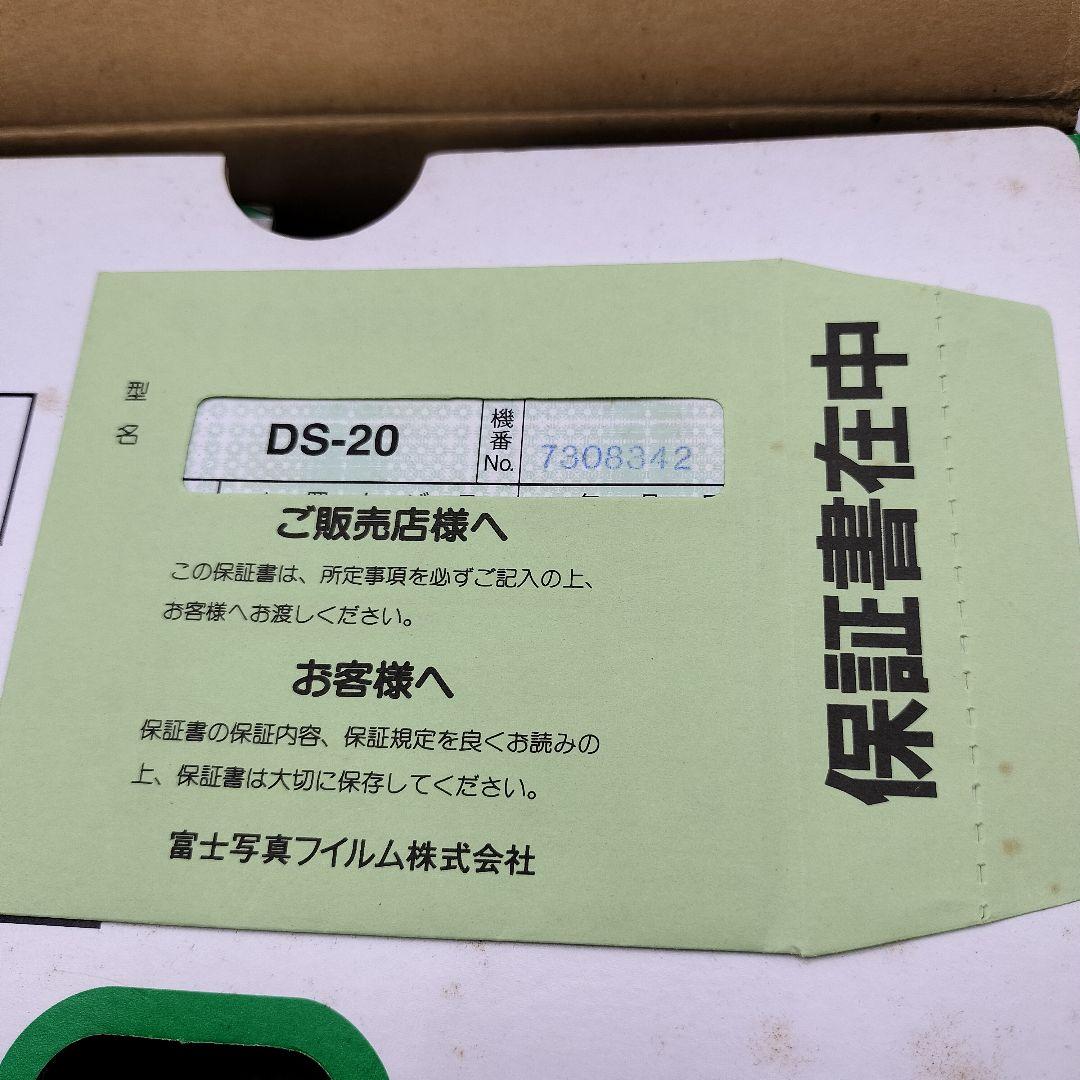 型名
DS-20
機番No.
7308342
ご販売店様へ
この保証書は、所定事項を必ずご記入の上、
お客様へお渡しください。
お客様へ
保証書の保証内容、保証規定を良くお読みの
上、保証書は大切に保存してください。
富士写真フイルム株式会社
保証書在中